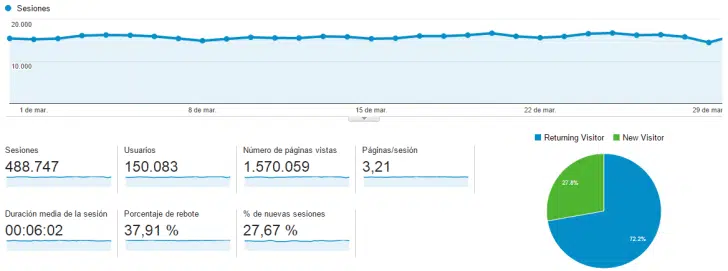 Sesiones
20.000
10.000
1 de mar.
8 de mar.
15 de mar.
22 de mar.
29 de mar
Returning Visitor
New Visitor
Sesiones
488.747
Usuarios
150.083
Número de páginas vistas
1.570.059
Páginas/sesión
3,21
27.8%
72.2%
Duración media de la sesión
00:06:02
Porcentaje de rebote
37,91 %
% de nuevas sesiones
27,67 %